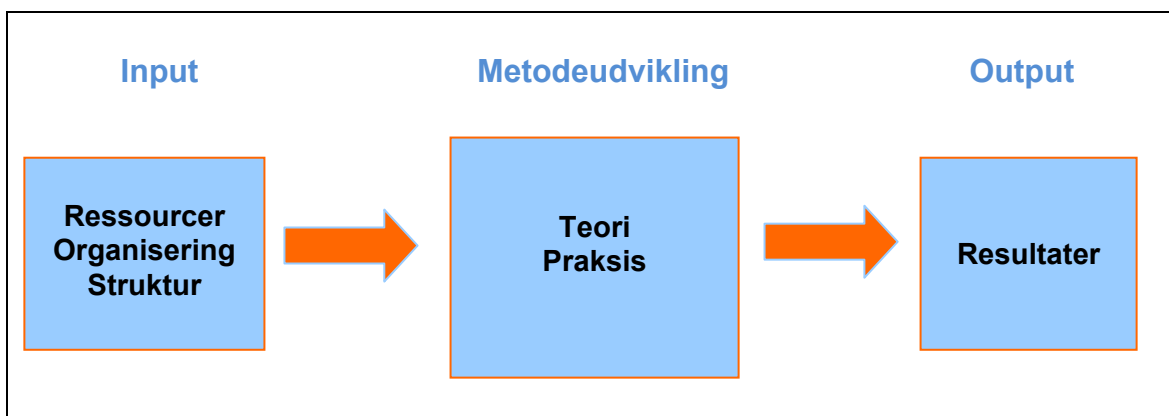 Input
Metodeudvikling
Output
Ressourcer
Organisering
Struktur
Teori
Praksis
Resultater